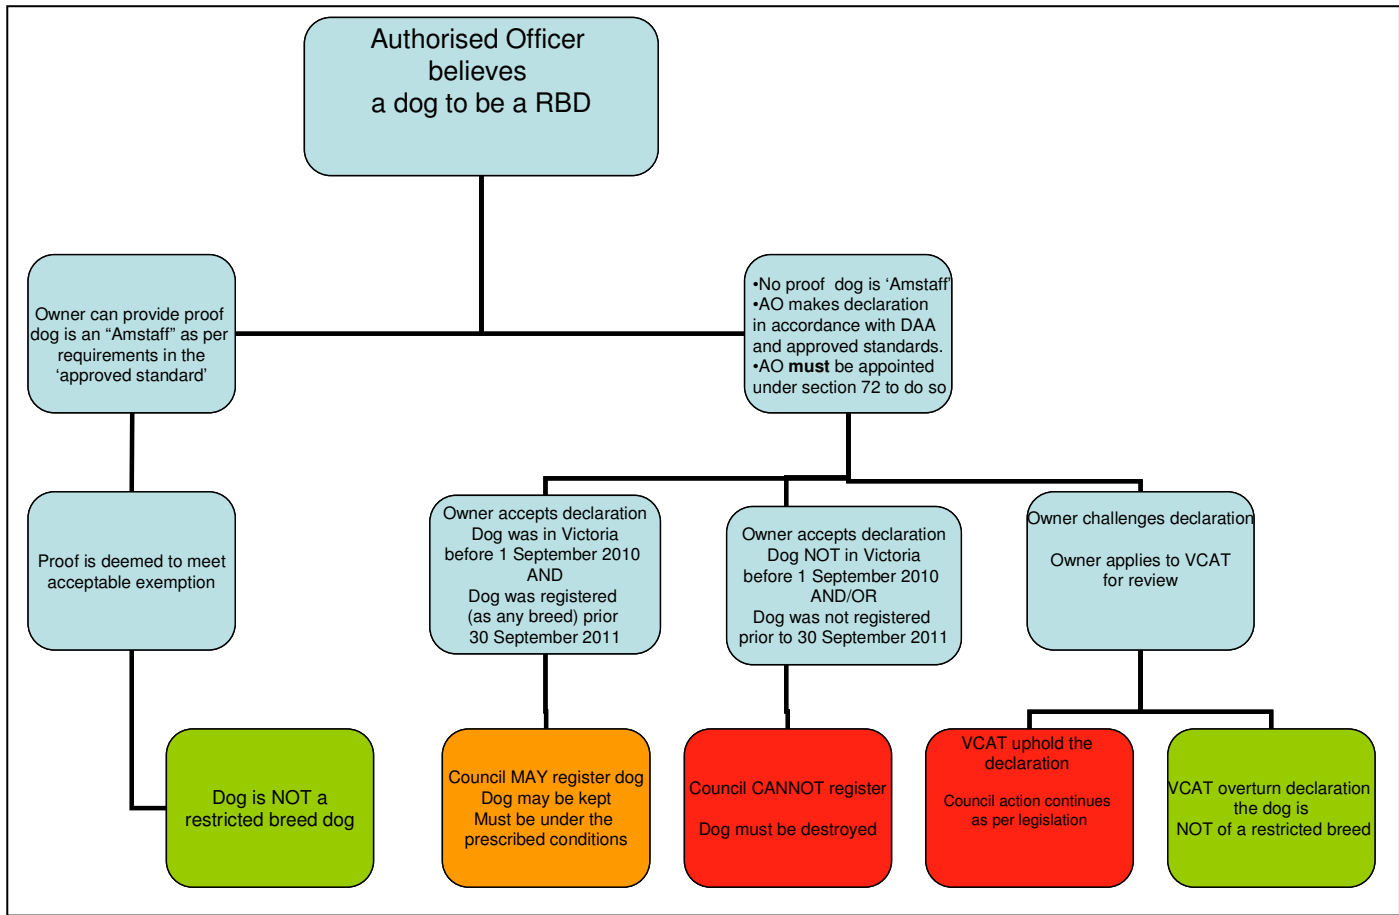 Authorised Officer
believes
a dog to be a RBD
Owner can provide proof
dog is an “Amstaff” as per
requirements in the
‘approved standard’
•No proof dog is ‘Amstaff’
•AO makes declaration
in accordance with DAA
and approved standards.
•AO must be appointed
under section 72 to do so
Proof is deemed to meet
acceptable exemption
Owner accepts declaration
Dog was in Victoria
before 1 September 2010
AND
Dog was registered
(as any breed) prior
30 September 2011
Owner accepts declaration
Dog NOT in Victoria
before 1 September 2010
AND/OR
Dog was not registered
prior to 30 September 2011
Owner challenges declaration
Owner applies to VCAT
for review
Dog is NOT a
restricted breed dog
Council MAY register dog
Dog may be kept
Must be under the
prescribed conditions
Council CANNOT register
Dog must be destroyed
VCAT uphold the
declaration
Council action continues
as per legislation
VCAT overturn declaration
the dog is
NOT of a restricted breed